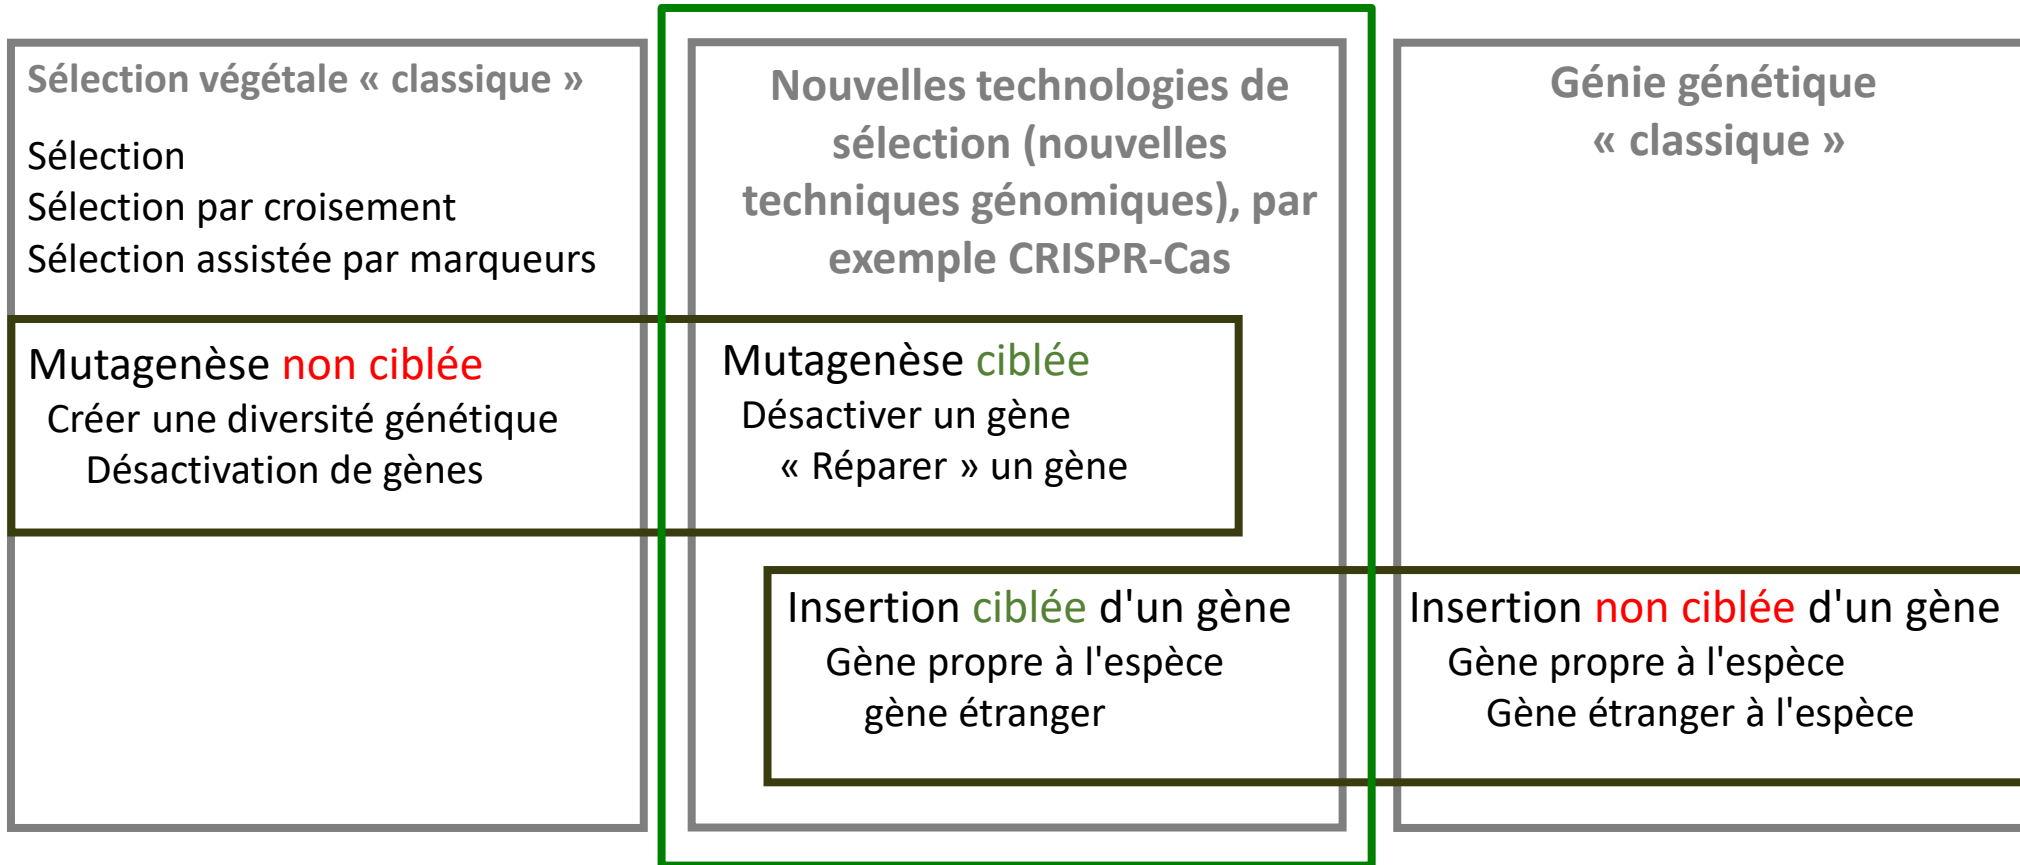 Sélection végétale « classique »
Sélection
Sélection par croisement
Sélection assistée par marqueurs
Mutagenèse non ciblée
Créer une diversité génétique
Désactivation de gènes
Nouvelles technologies de
sélection (nouvelles
techniques génomiques), par
exemple CRISPR-Cas
Mutagenèse ciblée
Désactiver un gène
« Réparer » un gène
Insertion ciblée d'un gène
Gène propre à l'espèce
gène étranger
Génie génétique
« classique »
Insertion non ciblée d'un gène
Gène propre à l'espèce
Gène étranger à l'espèce